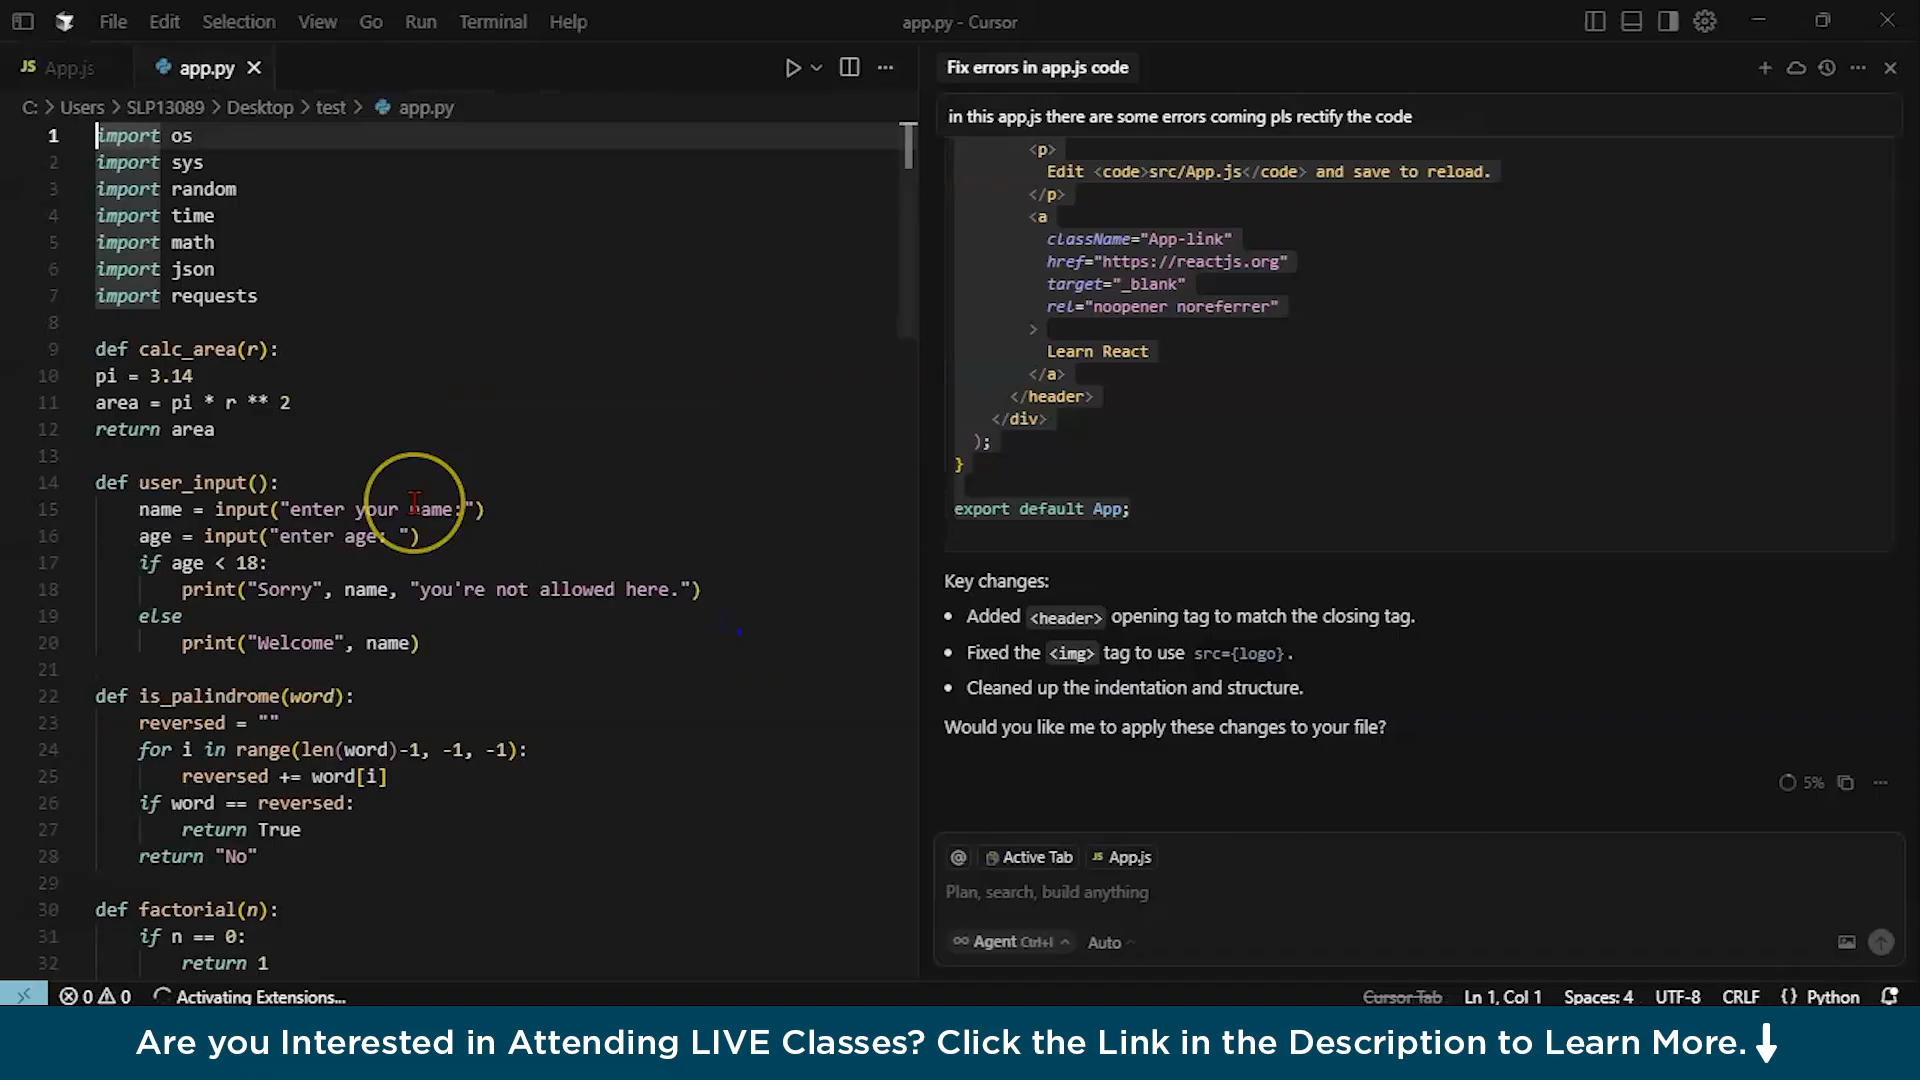 File Edit Selection View Go Run Terminal Help
app.py - Cursor
JS App.js
app.py
C: > Users > SLP13089 > Desktop > test > app.py
1 import os
2 import sys
3 import random
4 import time
5 import math
6 import json
7 import requests
8
9 def calc_area(r):
10 pi = 3.14
11 area = pi * r ** 2
12 return area
13
14 def user_input():
15 name = input("enter your name:")
16 age = input("enter age: ")
17 if age < 18:
18 print("Sorry", name, "you're not allowed here.")
19 else
20 print("Welcome", name)
21
22 def is_palindrome(word):
23 reversed = ""
24 for i in range(len(word)-1, -1, -1):
25 reversed += word[i]
26 if word == reversed:
27 return True
28 return "No"
29
30 def factorial(n):
31 if n == 0:
32 return 1
Fix errors in app.js code
in this app,js there are some errors coming pls rectify the code
<p>
Edit <code>src/App.js</code> and save to reload.
</p>
<a
className="App-link"
href="https://reactjs.org"
target="_blank"
rel="noopener noreferrer"
>
Learn React
</a>
</header>
</div>
);
}
export default App;
Key changes:
• Added <header> opening tag to match the closing tag.
• Fixed the <img> tag to use src={logo}.
• Cleaned up the indentation and structure.
Would you like me to apply these changes to your file?
5%
@ Active Tab JS App.js
Plan, search, build anything
Agent Ctrl+I Auto
0 0 Activating Extensions...
Cursor Tab Ln 1, Col 1 Spaces: 4 UTF-8 CRLF {} Python
Are you Interested in Attending LIVE Classes? Click the Link in the Description to Learn More.